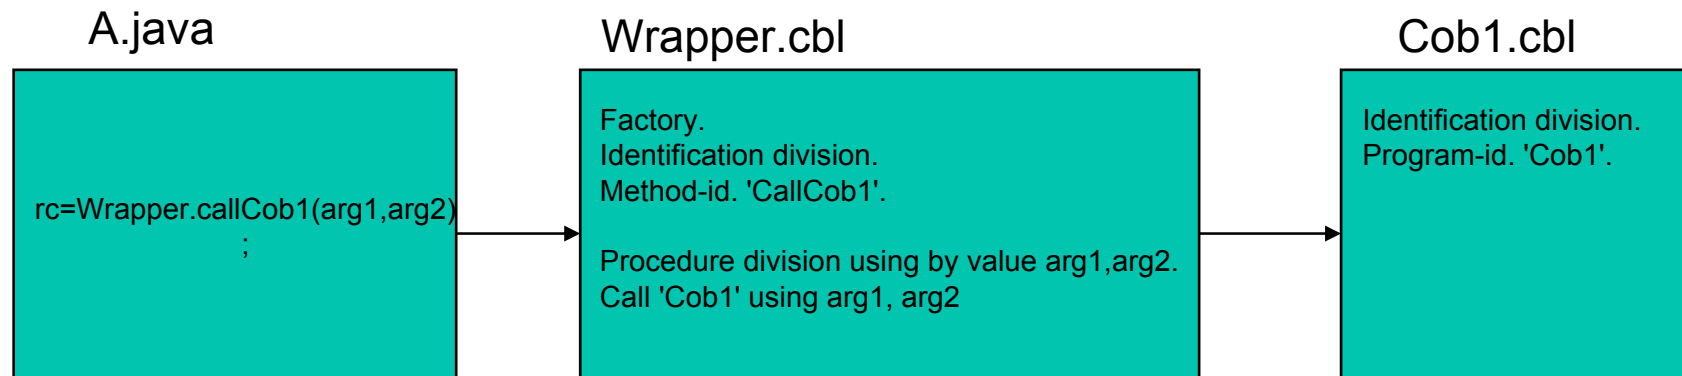 A.java
rc=Wrapper.callCob1(arg1,arg2)
;
Wrapper.cbl
Factory.
Identification division.
Method-id. 'CallCob1'.
Procedure division using by value arg1,arg2.
Call 'Cob1' using arg1, arg2
Cob1.cbl
Identification division.
Program-id. 'Cob1'.